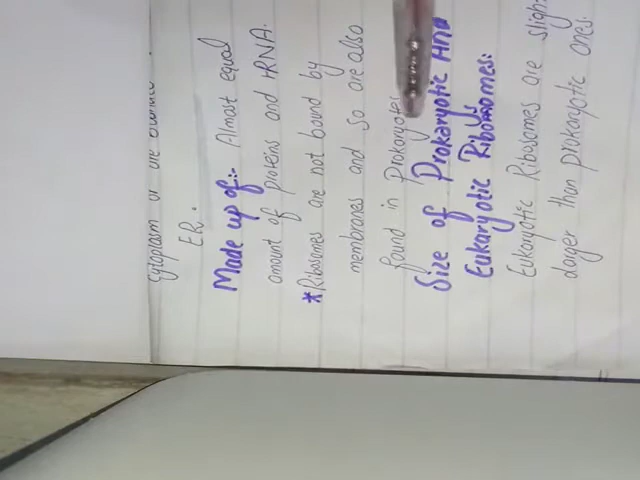 Cytoplasm or the
ER.
Made up of:- Almost equal
amount of proteins and rRNA.
*Ribosomes are not bound by
membranes and so are also
found in Prokaryotes
Size of Prokaryotic And
Eukaryotic Ribosomes:
Eukaryotic Ribosomes are
larger than prokaryotic ones.